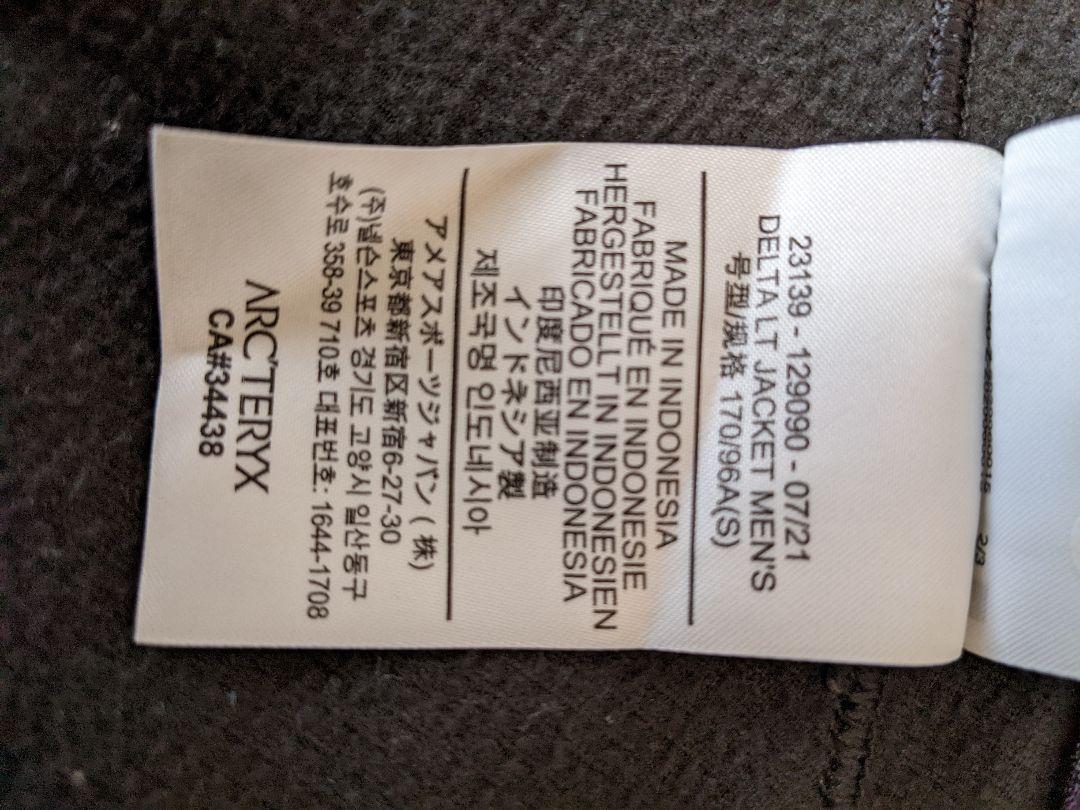 23139 - 129090 - 07/21
DELTA LT JACKET MEN'S
号型/规格 170/96A(S)
MADE IN INDONESIA
FABRIQUÉ EN INDONESIE
HERGESTELLT IN INDONESIEN
FABRICADO EN INDONESIA
印度尼西亚制造
インドネシア製
제조국명 인도네시아
アメアスポーツジャパン ( 株)
東京都新宿区新宿6-27-30
(주)넬슨스포츠 경기도 고양시 일산동구
호수로 358-39 710호 대표번호: 1644-1708
ARC'TERYX
CA#34438
2/3